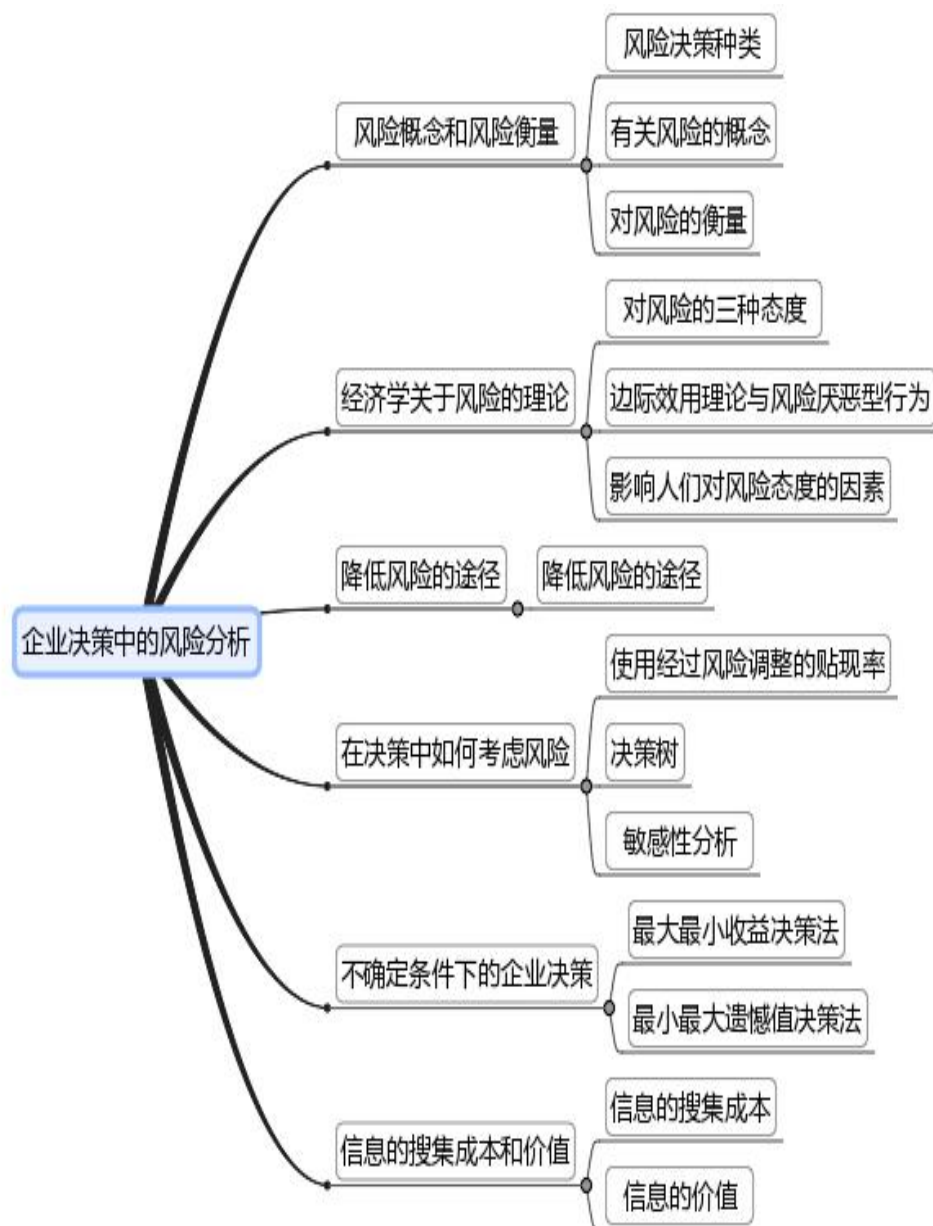 风险决策种类
风险概念和风险衡量
有关风险的概念
对风险的衡量
对风险的三种态度
经济学关于风险的理论
边际效用理论与风险厌恶型行为
影响人们对风险态度的因素
降低风险的途径
降低风险的途径
企业决策中的风险分析
使用经过风险调整的贴现率
在决策中如何考虑风险
决策树
敏感性分析
最大最小收益决策法
不确定条件下的企业决策
最小最大遗憾值决策法
信息的搜集成本
信息的搜集成本和价值
信息的价值